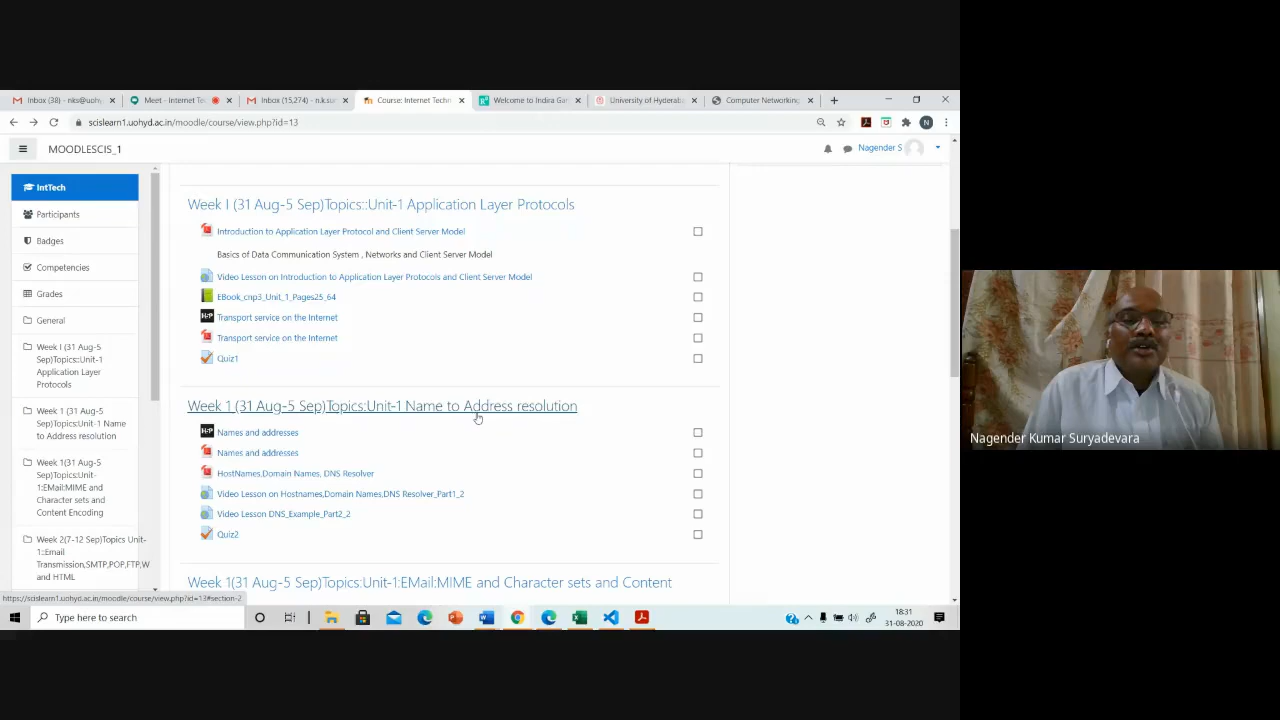 Inbox (38) - nks@uohy
Meet - Internet Te
Inbox (15,274) - n.k.su
Course: Internet Tech
Welcome to Indira Gan
University of Hyderab
Computer Networking
scislearn1.uohyd.ac.in/moodle/course/view.php?id=13
N
MOODLESCIS_1
Nagender S
IntTech
Participants
Badges
Competencies
Grades
General
Week I (31 Aug-5
Sep)Topics::Unit-1
Application Layer
Protocols
Week 1 (31 Aug-5
Sep)Topics:Unit-1 Name
to Address resolution
Week 1(31 Aug-5
Sep)Topics:Unit-
1:EMail:MIME and
Character sets and
Content Encoding
Week 2(7-12 Sep)Topics Unit-
1::Email
Transmission,SMTP,POP,FTP,W
and HTML
Week I (31 Aug-5 Sep)Topics::Unit-1 Application Layer Protocols
Introduction to Application Layer Protocol and Client Server Model
Basics of Data Communication System , Networks and Client Server Model
Video Lesson on Introduction to Application Layer Protocols and Client Server Model
EBook_cnp3_Unit_1_Pages25_64
H5P Transport service on the Internet
Transport service on the Internet
Quiz1
Week 1 (31 Aug-5 Sep)Topics:Unit-1 Name to Address resolution
H5P Names and addresses
Names and addresses
HostNames,Domain Names, DNS Resolver
Video Lesson on Hostnames,Domain Names,DNS Resolver_Part1_2
Video Lesson DNS_Example_Part2_2
Quiz2
Week 1(31 Aug-5 Sep)Topics:Unit-1:EMail:MIME and Character sets and Content
https://scislearn1.uohyd.ac.in/moodle/course/view.php?id=13#section-2
Type here to search
18:31
31-08-2020
Nagender Kumar Suryadevara